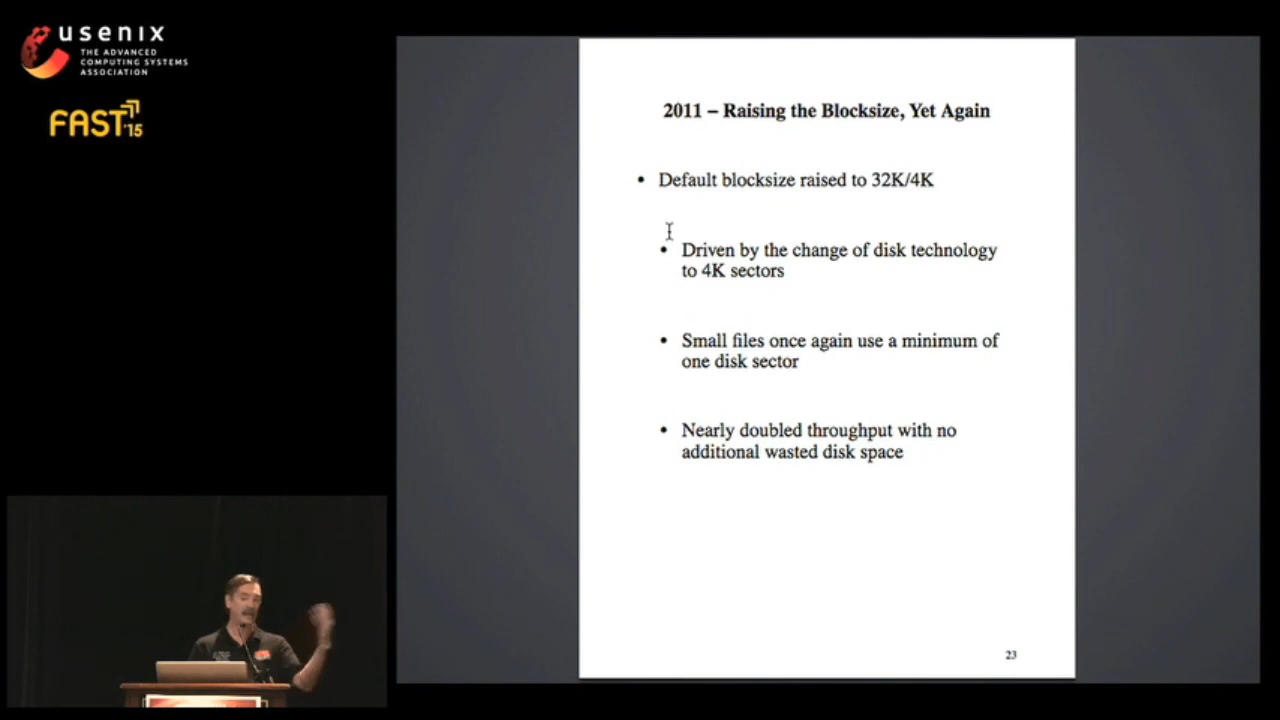 usenix
THE ADVANCED
COMPUTING SYSTEMS
ASSOCIATION
FAST '15
2011 – Raising the Blocksize, Yet Again
• Default blocksize raised to 32K/4K
• Driven by the change of disk technology
to 4K sectors
• Small files once again use a minimum of
one disk sector
• Nearly doubled throughput with no
additional wasted disk space
23